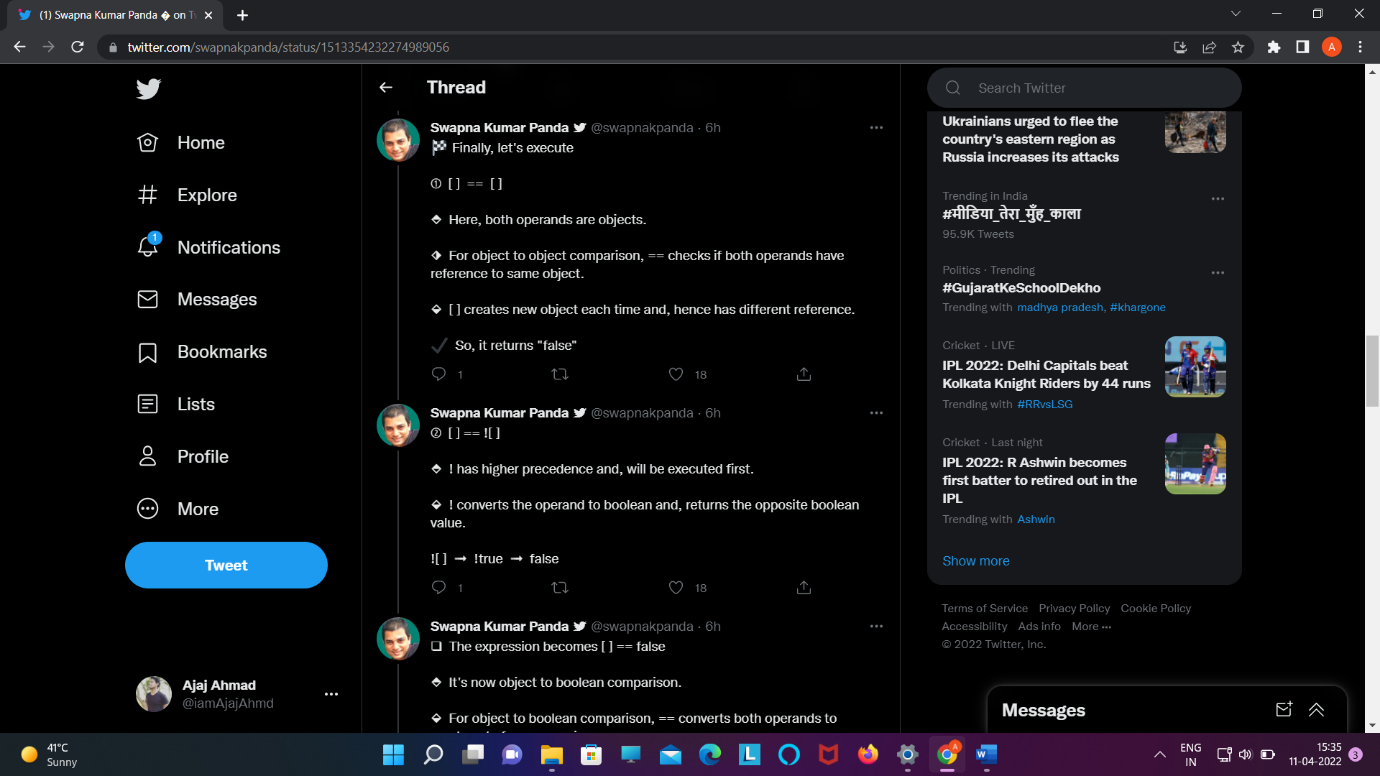 (1) Swapna Kumar Panda � on T
twitter.com/swapnakpanda/status/1513354232274989056
A
Home
Explore
1
Notifications
Messages
Bookmarks
Lists
Profile
More
Tweet
Ajaj Ahmad
@iamAjajAhmd
Thread
Swapna Kumar Panda @swapnakpanda · 6h
🏁 Finally, let's execute
① [ ] == [ ]
⬘ Here, both operands are objects.
⬗ For object to object comparison, == checks if both operands have
reference to same object.
⬙ [ ] creates new object each time and, hence has different reference.
✔ So, it returns "false"
1
18
Swapna Kumar Panda @swapnakpanda · 6h
② [ ] == ![ ]
⬘ ! has higher precedence and, will be executed first.
⬙ ! converts the operand to boolean and, returns the opposite boolean
value.
![ ] ➞ !true ➞ false
1
18
Swapna Kumar Panda @swapnakpanda · 6h
❏ The expression becomes [ ] == false
⬘ It's now object to boolean comparison.
⬙ For object to boolean comparison, == converts both operands to
Search Twitter
Ukrainians urged to flee the
country's eastern region as
Russia increases its attacks
Trending in India
#मीडिया_तेरा_मुँह_काला
95.9K Tweets
Politics · Trending
#GujaratKeSchoolDekho
Trending with madhya pradesh, #khargone
Cricket · LIVE
IPL 2022: Delhi Capitals beat
Kolkata Knight Riders by 44 runs
Trending with #RRvsLSG
Cricket · Last night
IPL 2022: R Ashwin becomes
first batter to retired out in the
IPL
Trending with Ashwin
Show more
Terms of Service Privacy Policy Cookie Policy
Accessibility Ads info More ···
© 2022 Twitter, Inc.
Messages
41°C
Sunny
L
A
W
ENG
IN
15:35
11-04-2022
3